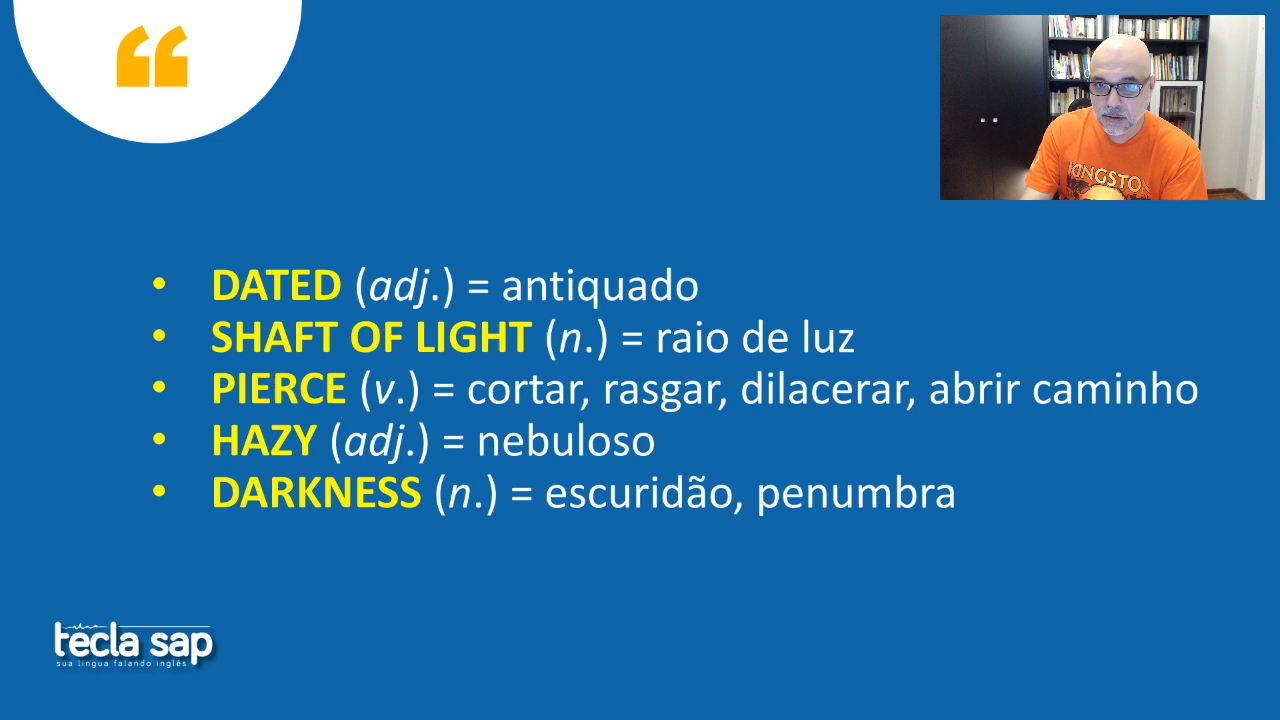 “
KINGSTON
• DATED (adj.) = antiquado
• SHAFT OF LIGHT (n.) = raio de luz
• PIERCE (v.) = cortar, rasgar, dilacerar, abrir caminho
• HAZY (adj.) = nebuloso
• DARKNESS (n.) = escuridão, penumbra
tecla sap
sua língua falando inglês